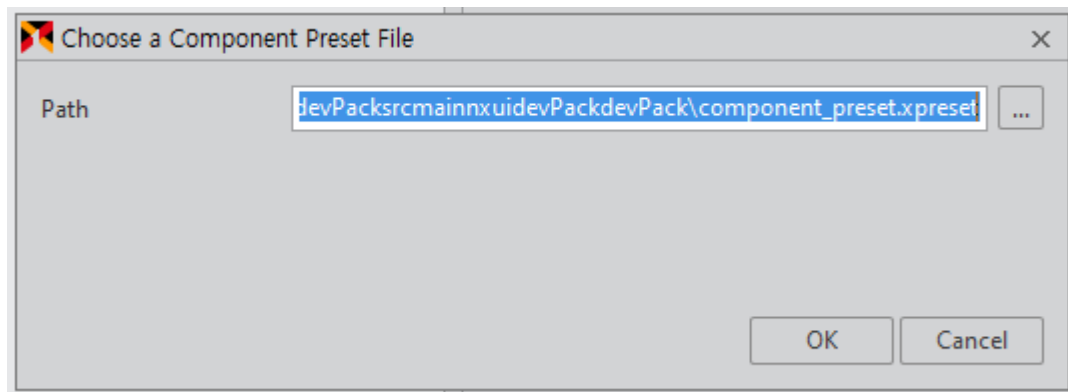 Choose a Component Preset File
Path
devPacksrcmainnxuidevPackdevPack\component_preset.xpreset
...
OK
Cancel